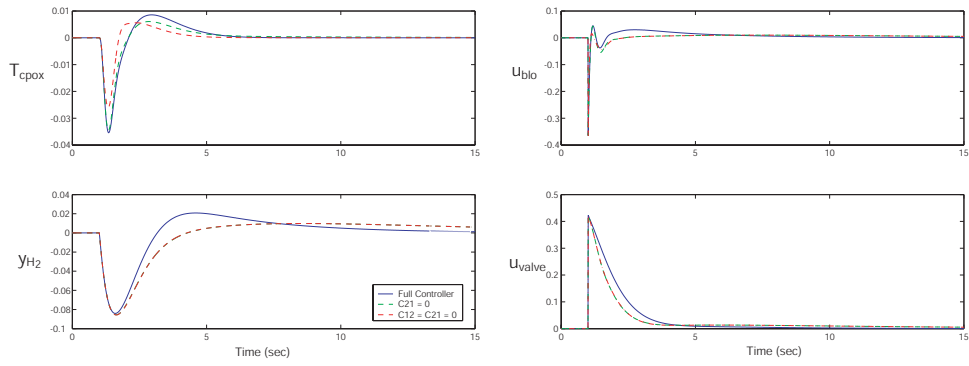 0.01
0
-0.01
-0.02
-0.03
-0.04
T_cpox
0 5 10 15
0.1
0
-0.1
-0.2
-0.3
-0.4
u_blo
0 5 10 15
0.04
0.02
0
-0.02
-0.04
-0.06
-0.08
-0.1
y_H2
0 5 10 15
Time (sec)
Full Controller
C21 = 0
C12 = C21 = 0
0.5
0.4
0.3
0.2
0.1
0
u_valve
0 5 10 15
Time (sec)